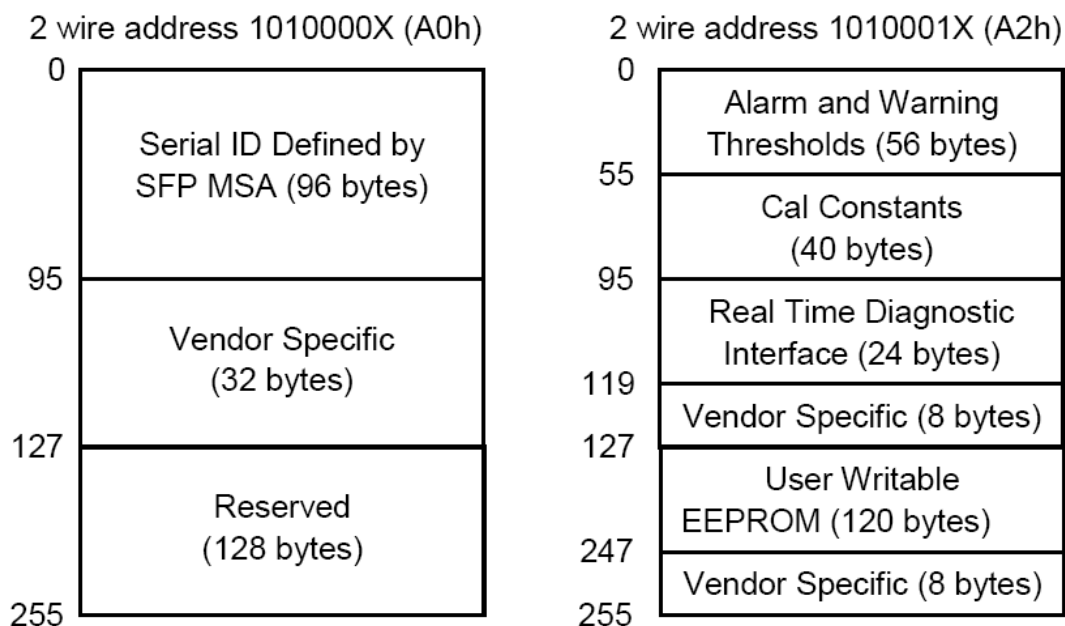 2 wire address 1010000X (A0h)
0
Serial ID Defined by
SFP MSA (96 bytes)
95
Vendor Specific
(32 bytes)
127
Reserved
(128 bytes)
255
2 wire address 1010001X (A2h)
0
Alarm and Warning
Thresholds (56 bytes)
55
Cal Constants
(40 bytes)
95
Real Time Diagnostic
Interface (24 bytes)
119
Vendor Specific (8 bytes)
127
User Writable
EEPROM (120 bytes)
247
Vendor Specific (8 bytes)
255